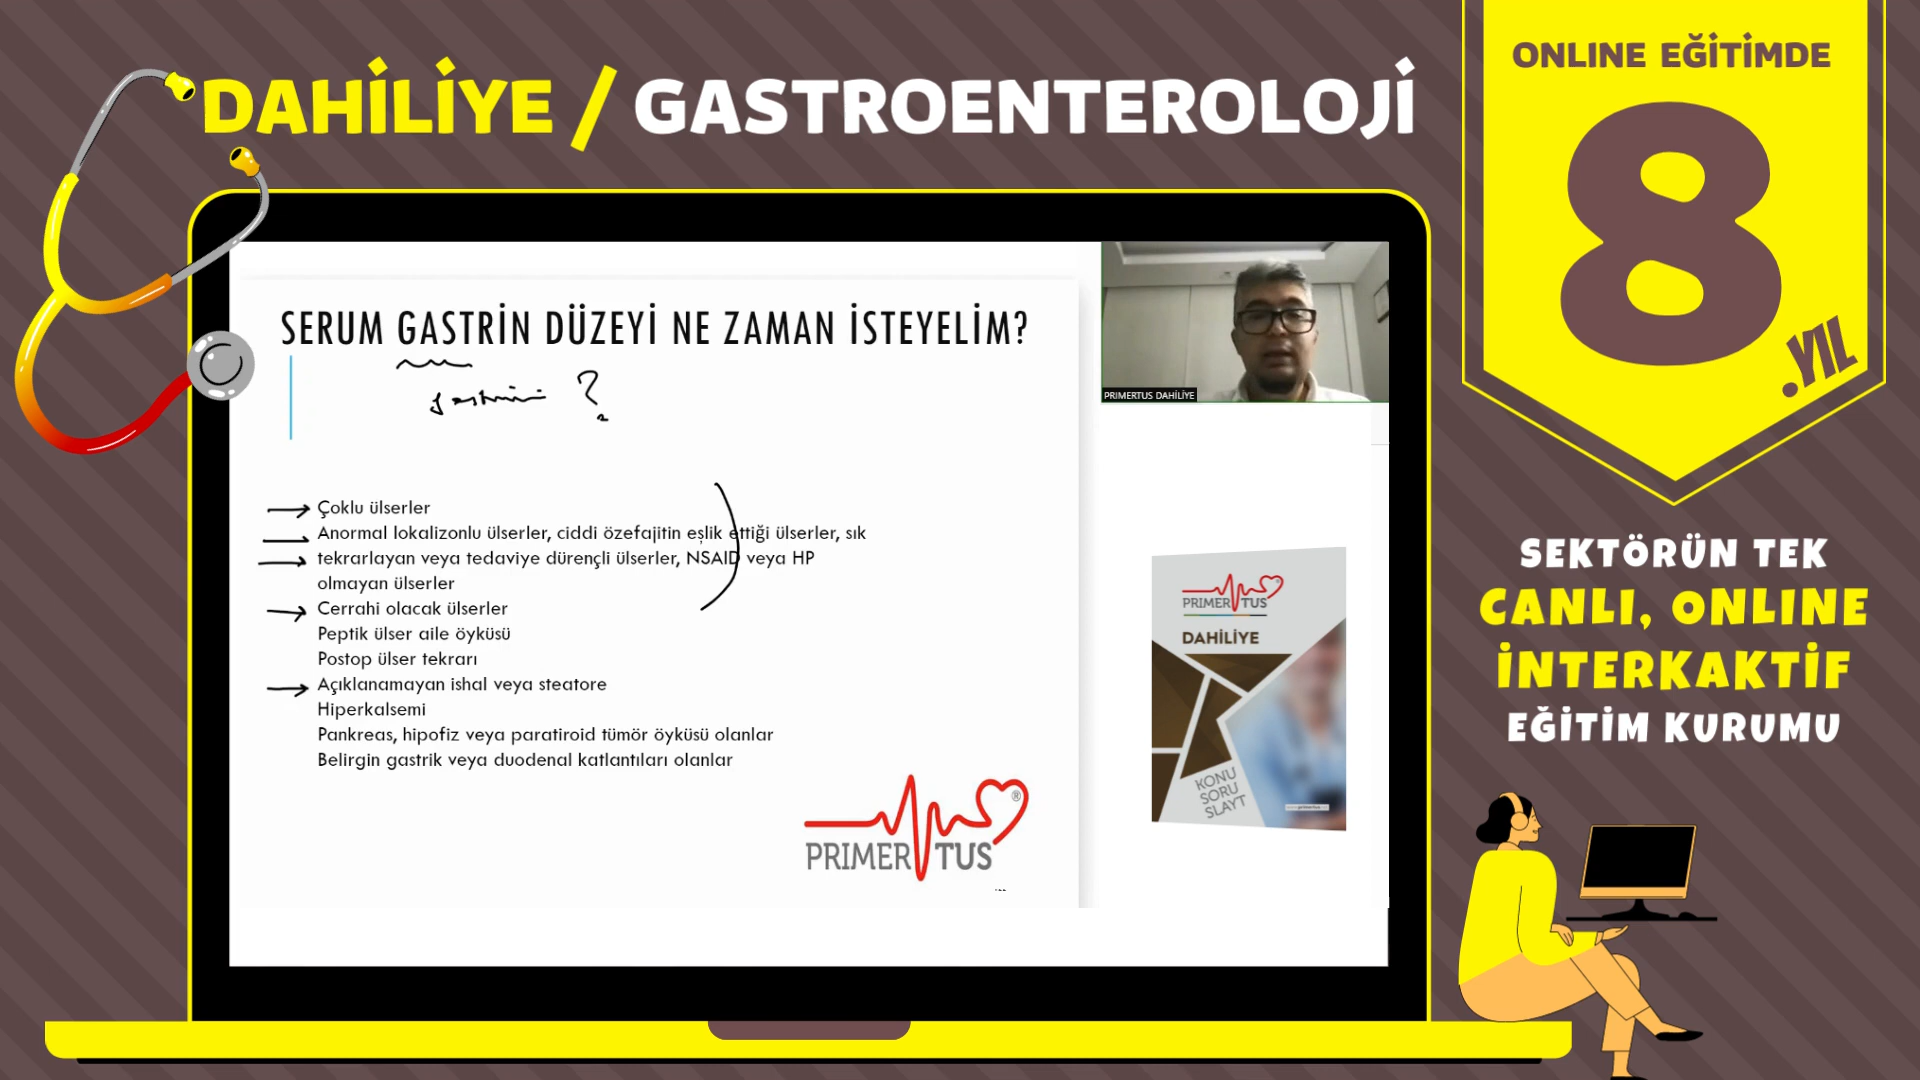 DAHİLİYE / GASTROENTEROLOJİ
ONLINE EĞİTİMDE
8
.YIL
SERUM GASTRİN DÜZEYİ NE ZAMAN İSTEYELİM?
gastrin ?
PRIMERTUS DAHİLİYE
Çoklu ülserler
Anormal lokalizonlu ülserler, ciddi özefajitin eşlik ettiği ülserler, sık
tekrarlayan veya tedaviye dürençli ülserler, NSAID veya HP
olmayan ülserler
Cerrahi olacak ülserler
Peptik ülser aile öyküsü
Postop ülser tekrarı
Açıklanamayan ishal veya steatore
Hiperkalsemi
Pankreas, hipofiz veya paratiroid tümör öyküsü olanlar
Belirgin gastrik veya duodenal katlantıları olanlar
PRIMER TUS ®
PRIMER TUS
DAHİLİYE
KONU
SORU
SLAYT
SEKTÖRÜN TEK
CANLI, ONLINE
İNTERKAKTİF
EĞİTİM KURUMU